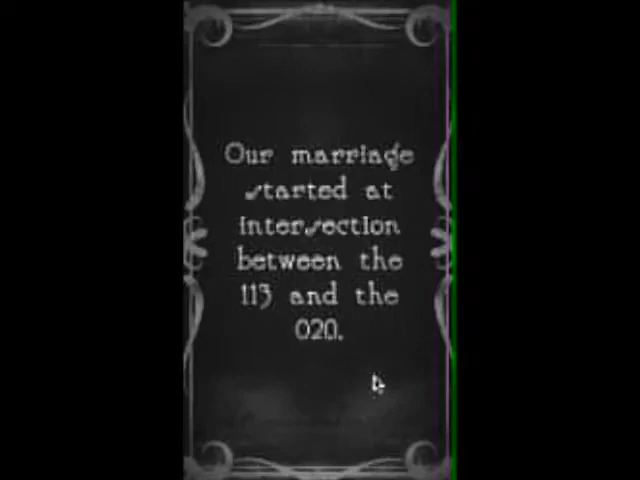 Our marriage
started at
intersection
between the
113 and the
020.